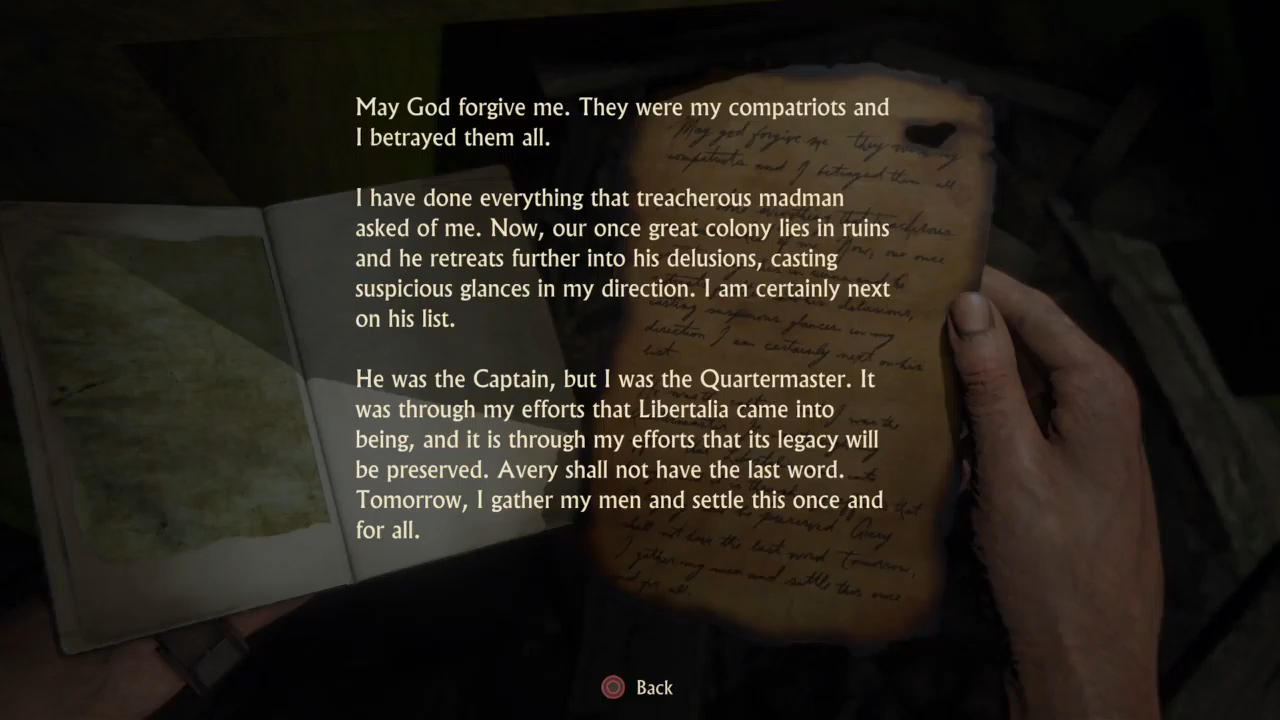 May God forgive me. They were my compatriots and
I betrayed them all.
I have done everything that treacherous madman
asked of me. Now, our once great colony lies in ruins
and he retreats further into his delusions, casting
suspicious glances in my direction. I am certainly next
on his list.
He was the Captain, but I was the Quartermaster. It
was through my efforts that Libertalia came into
being, and it is through my efforts that its legacy will
be preserved. Avery shall not have the last word.
Tomorrow, I gather my men and settle this once and
for all.
Back